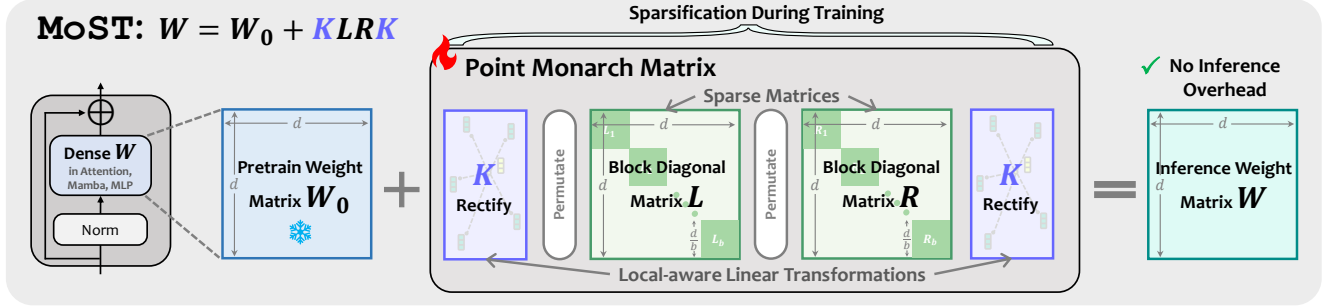 MoST: W = W0 + KLRK
Sparsification During Training
Point Monarch Matrix
✓ No Inference
Overhead
Dense W
in Attention,
Mamba, MLP
Norm
d
d
Pretrain Weight
Matrix W0
+
K
Rectify
Permutate
Sparse Matrices
L1
d
d
Block Diagonal
Matrix L
d/b
Lb
Permutate
R1
d
d
Block Diagonal
Matrix R
d/b
Rb
K
Rectify
Local-aware Linear Transformations
=
d
d
Inference Weight
Matrix W